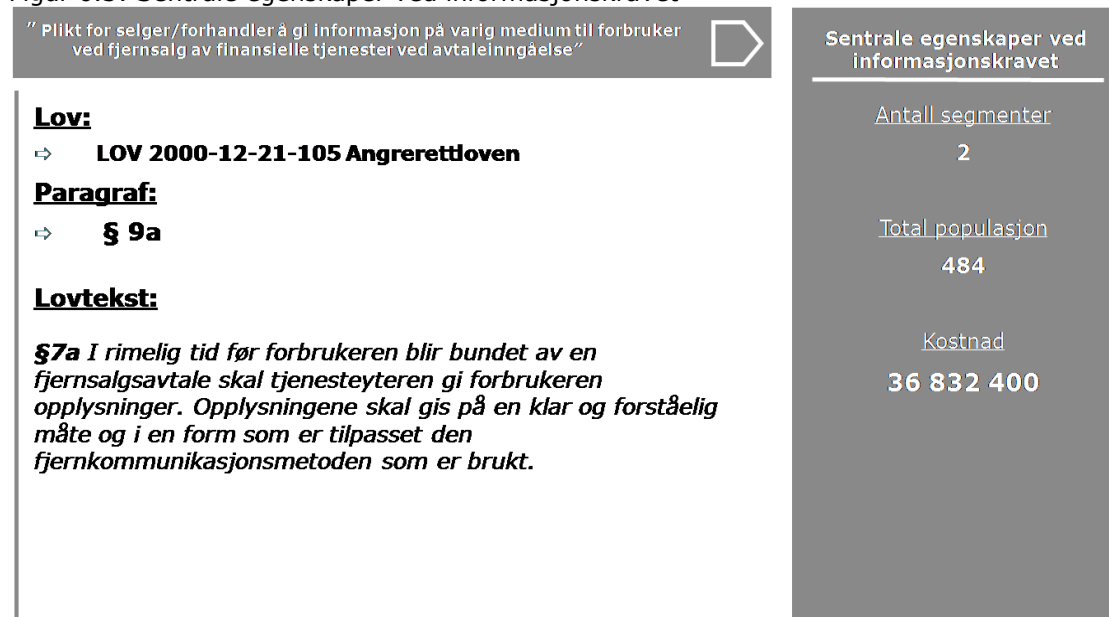 " Plikt for selger/forhandler å gi informasjon på varig medium til forbruker
ved fjernsalg av finansielle tjenester ved avtaleinngåelse"
Lov:
⇨ LOV 2000-12-21-105 Angrerettloven
Paragraf:
⇨ § 9a
Lovtekst:
§7a I rimelig tid før forbrukeren blir bundet av en
fjernsalgsavtale skal tjenesteyteren gi forbrukeren
opplysninger. Opplysningene skal gis på en klar og forståelig
måte og i en form som er tilpasset den
fjernkommunikasjonsmetoden som er brukt.
Sentrale egenskaper ved
informasjonskravet
Antall segmenter
2
Total populasjon
484
Kostnad
36 832 400